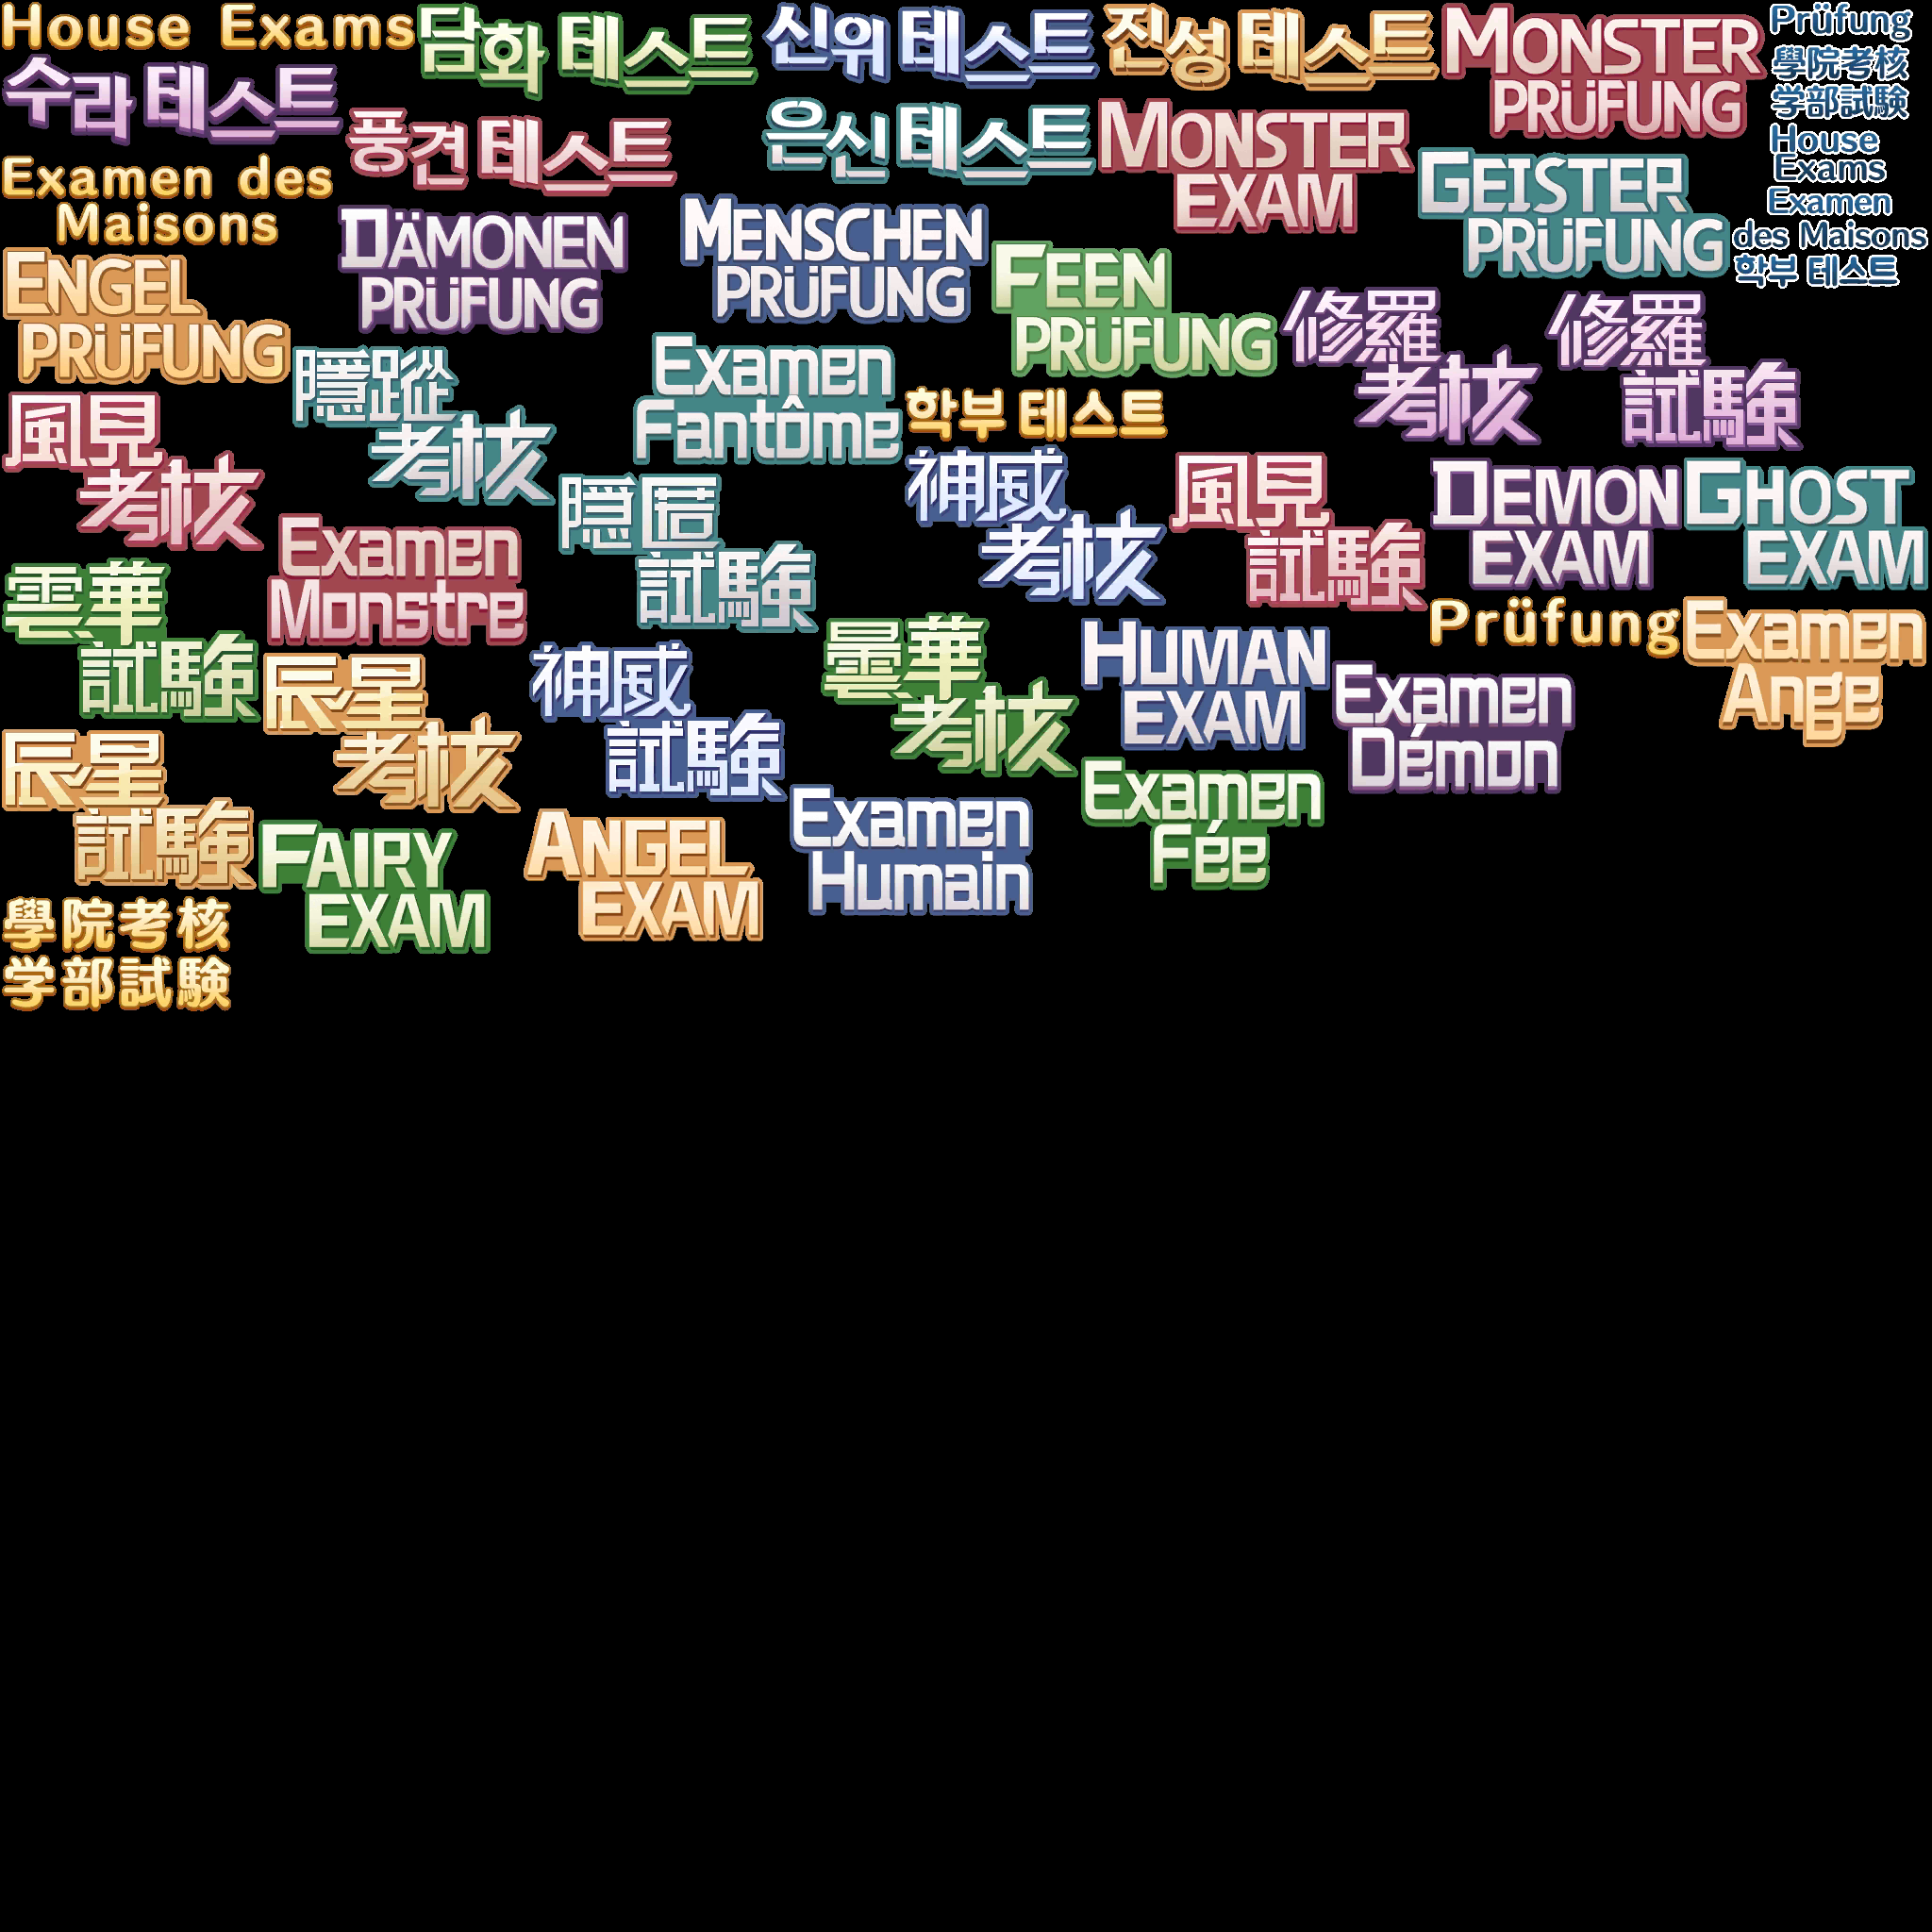 House Exams
담화 테스트
신위 테스트
진성 테스트
MONSTER
PRÜFUNG
Prüfung
學院考核
学部試験
House
Exams
Examen
des Maisons
학부 테스트
수라 테스트
풍견 테스트
은신 테스트
MONSTER
EXAM
GEISTER
PRÜFUNG
Examen des
Maisons
DÄMONEN
PRÜFUNG
MENSCHEN
PRÜFUNG
FEEN
PRÜFUNG
ENGEL
PRÜFUNG
修羅
考核
修羅
試験
隱蹤
考核
Examen
Fantôme
학부 테스트
風見
考核
神威
考核
風見
試験
DEMON
EXAM
GHOST
EXAM
隠匿
試験
Examen
Monstre
雲華
試験
曇華
考核
HUMAN
EXAM
Prüfung
Examen
Ange
辰星
考核
神威
試験
Examen
Démon
辰星
試験
Examen
Humain
Examen
Fée
FAIRY
EXAM
ANGEL
EXAM
學院考核
学部試験